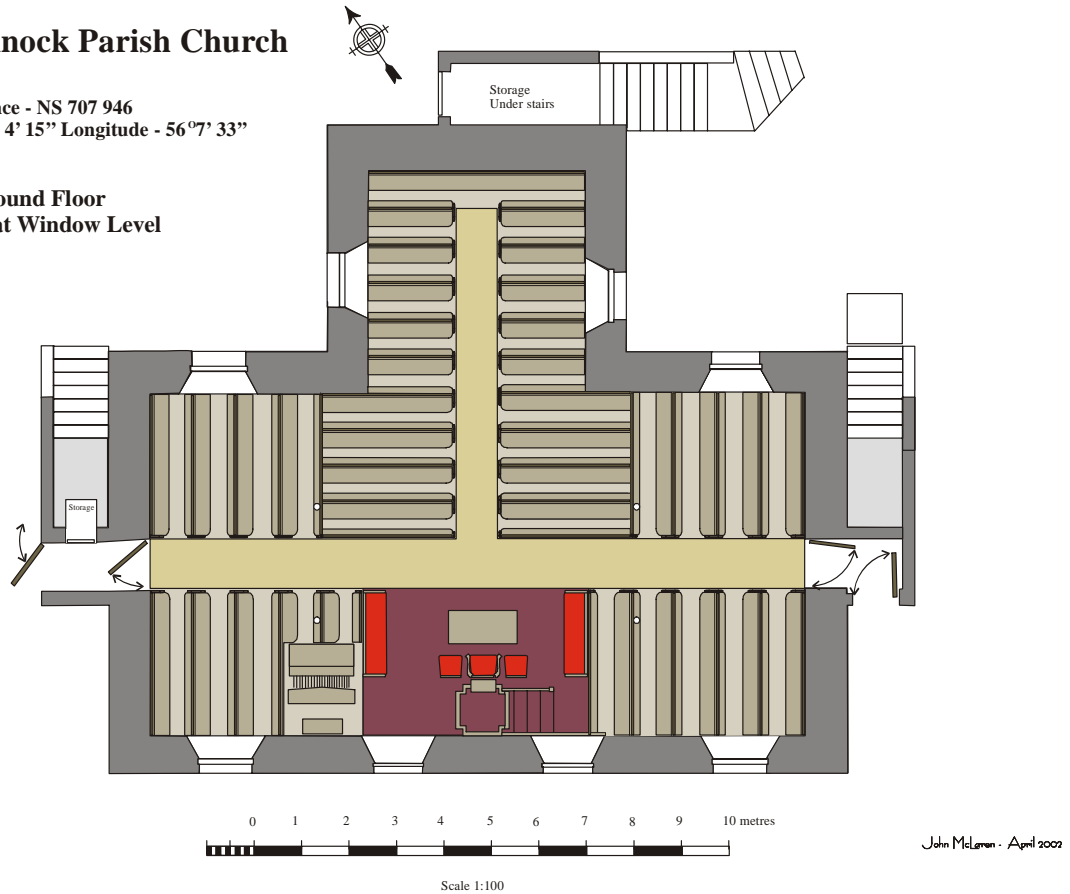 nock Parish Church
ce - NS 707 946
4' 15” Longitude - 56°7' 33”
ound Floor
at Window Level
Storage
Under stairs
Storage
0 1 2 3 4 5 6 7 8 9 10 metres
Scale 1:100
John McLaren - April 2002